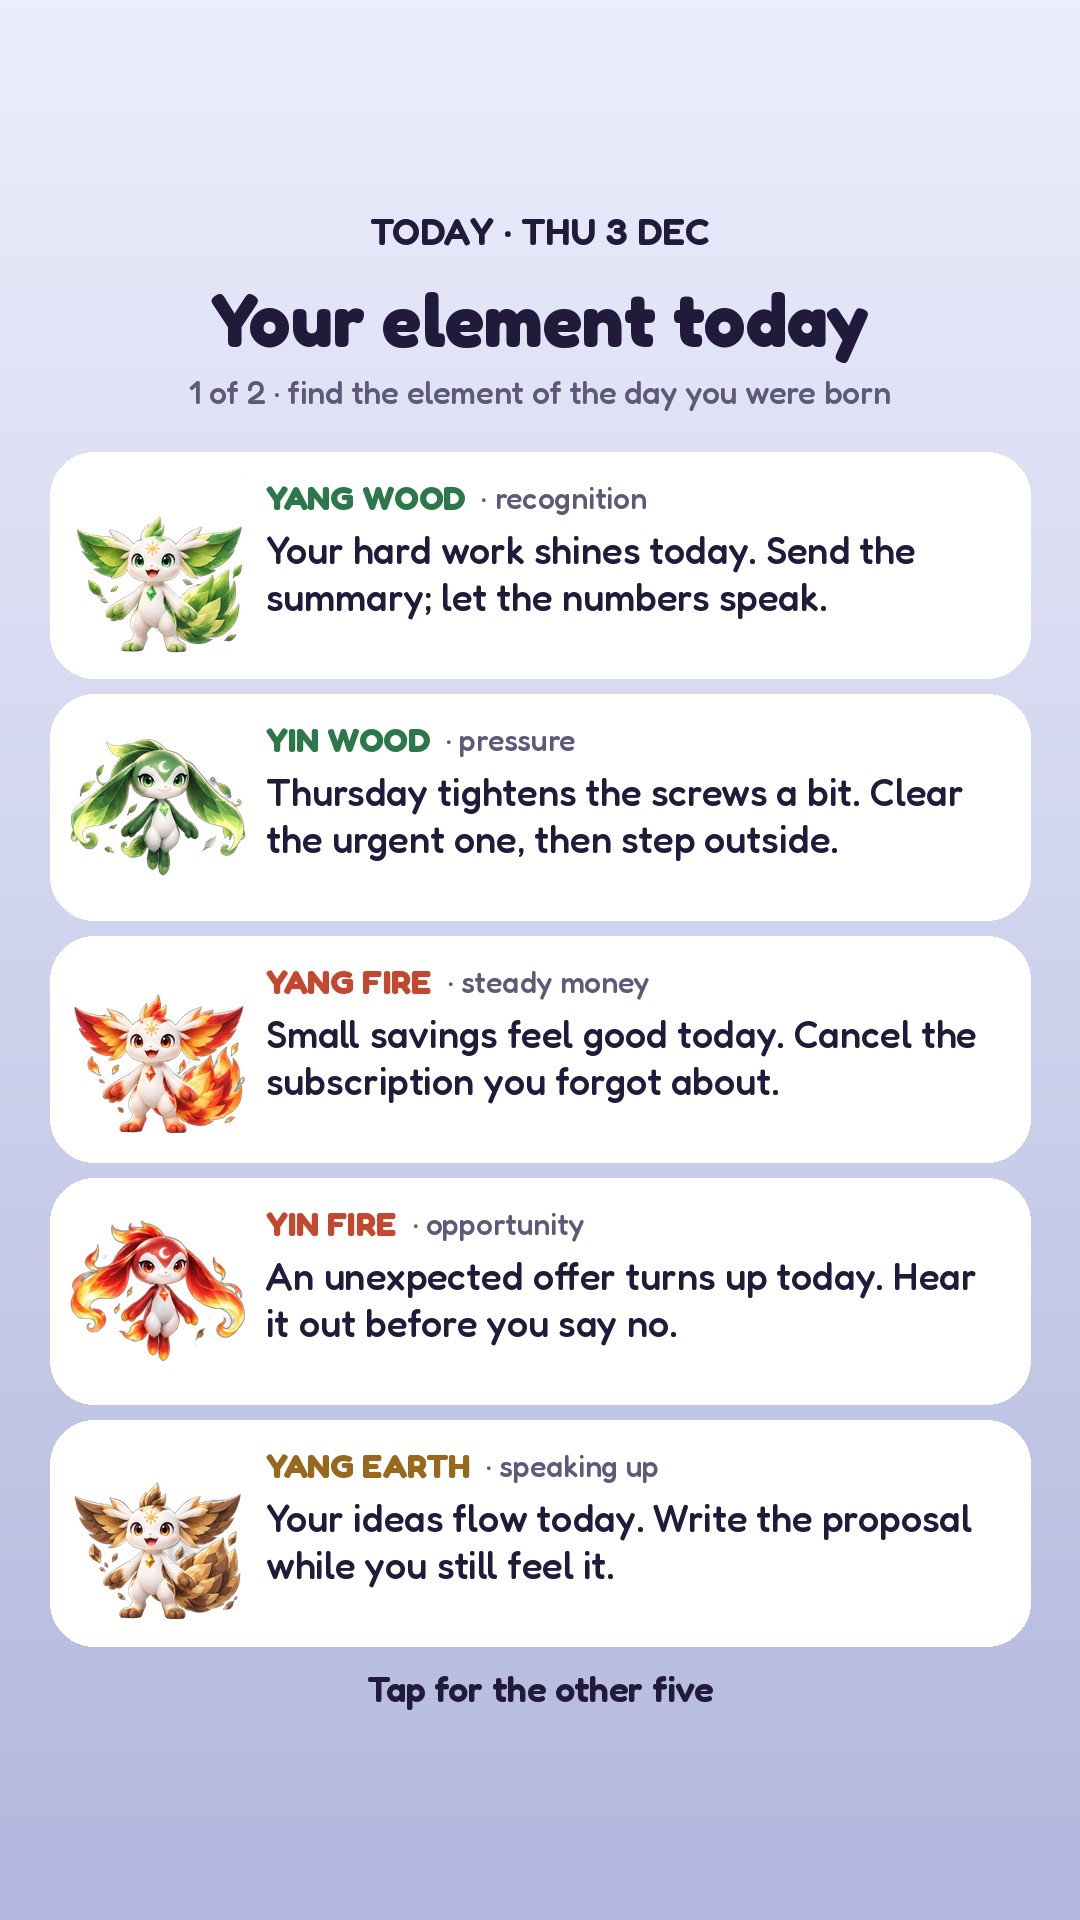 TODAY · THU 3 DEC
Your element today
1 of 2 · find the element of the day you were born
YANG WOOD · recognition
Your hard work shines today. Send the
summary; let the numbers speak.
YIN WOOD · pressure
Thursday tightens the screws a bit. Clear
the urgent one, then step outside.
YANG FIRE · steady money
Small savings feel good today. Cancel the
subscription you forgot about.
YIN FIRE · opportunity
An unexpected offer turns up today. Hear
it out before you say no.
YANG EARTH · speaking up
Your ideas flow today. Write the proposal
while you still feel it.
Tap for the other five